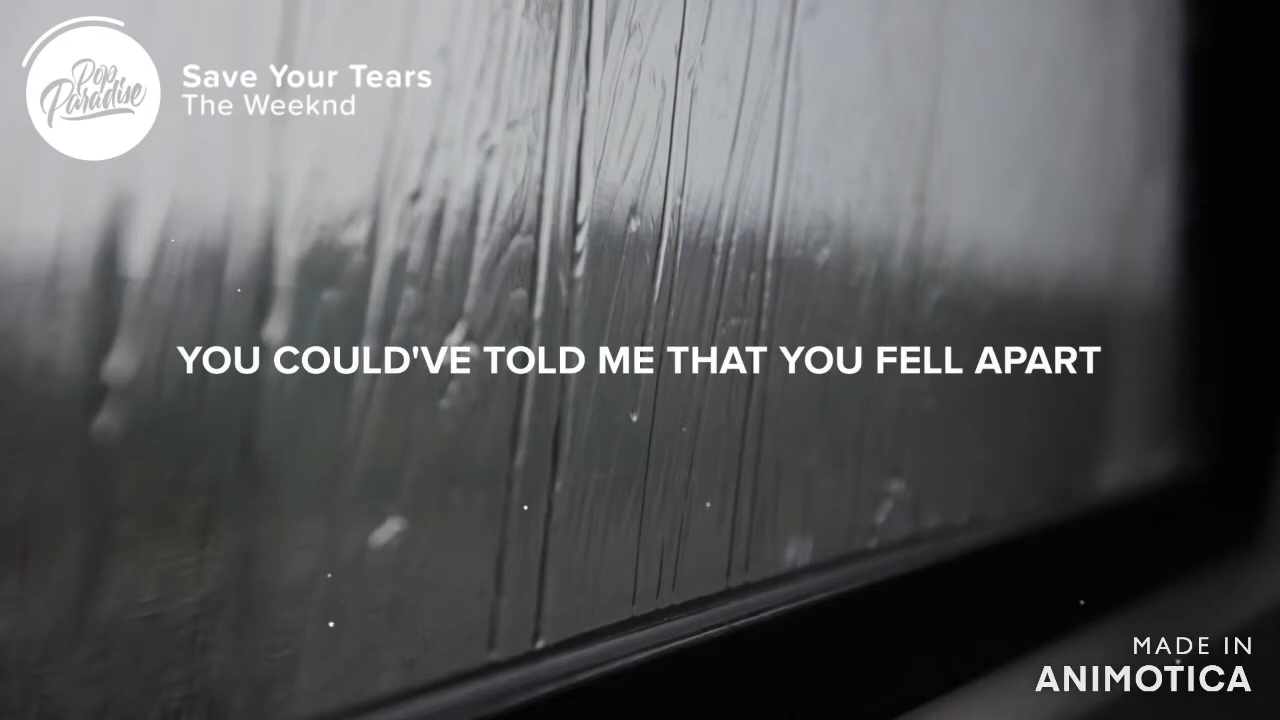 Pop
Paradise
Save Your Tears
The Weeknd
YOU COULD'VE TOLD ME THAT YOU FELL APART
MADE IN
ANIMOTICA